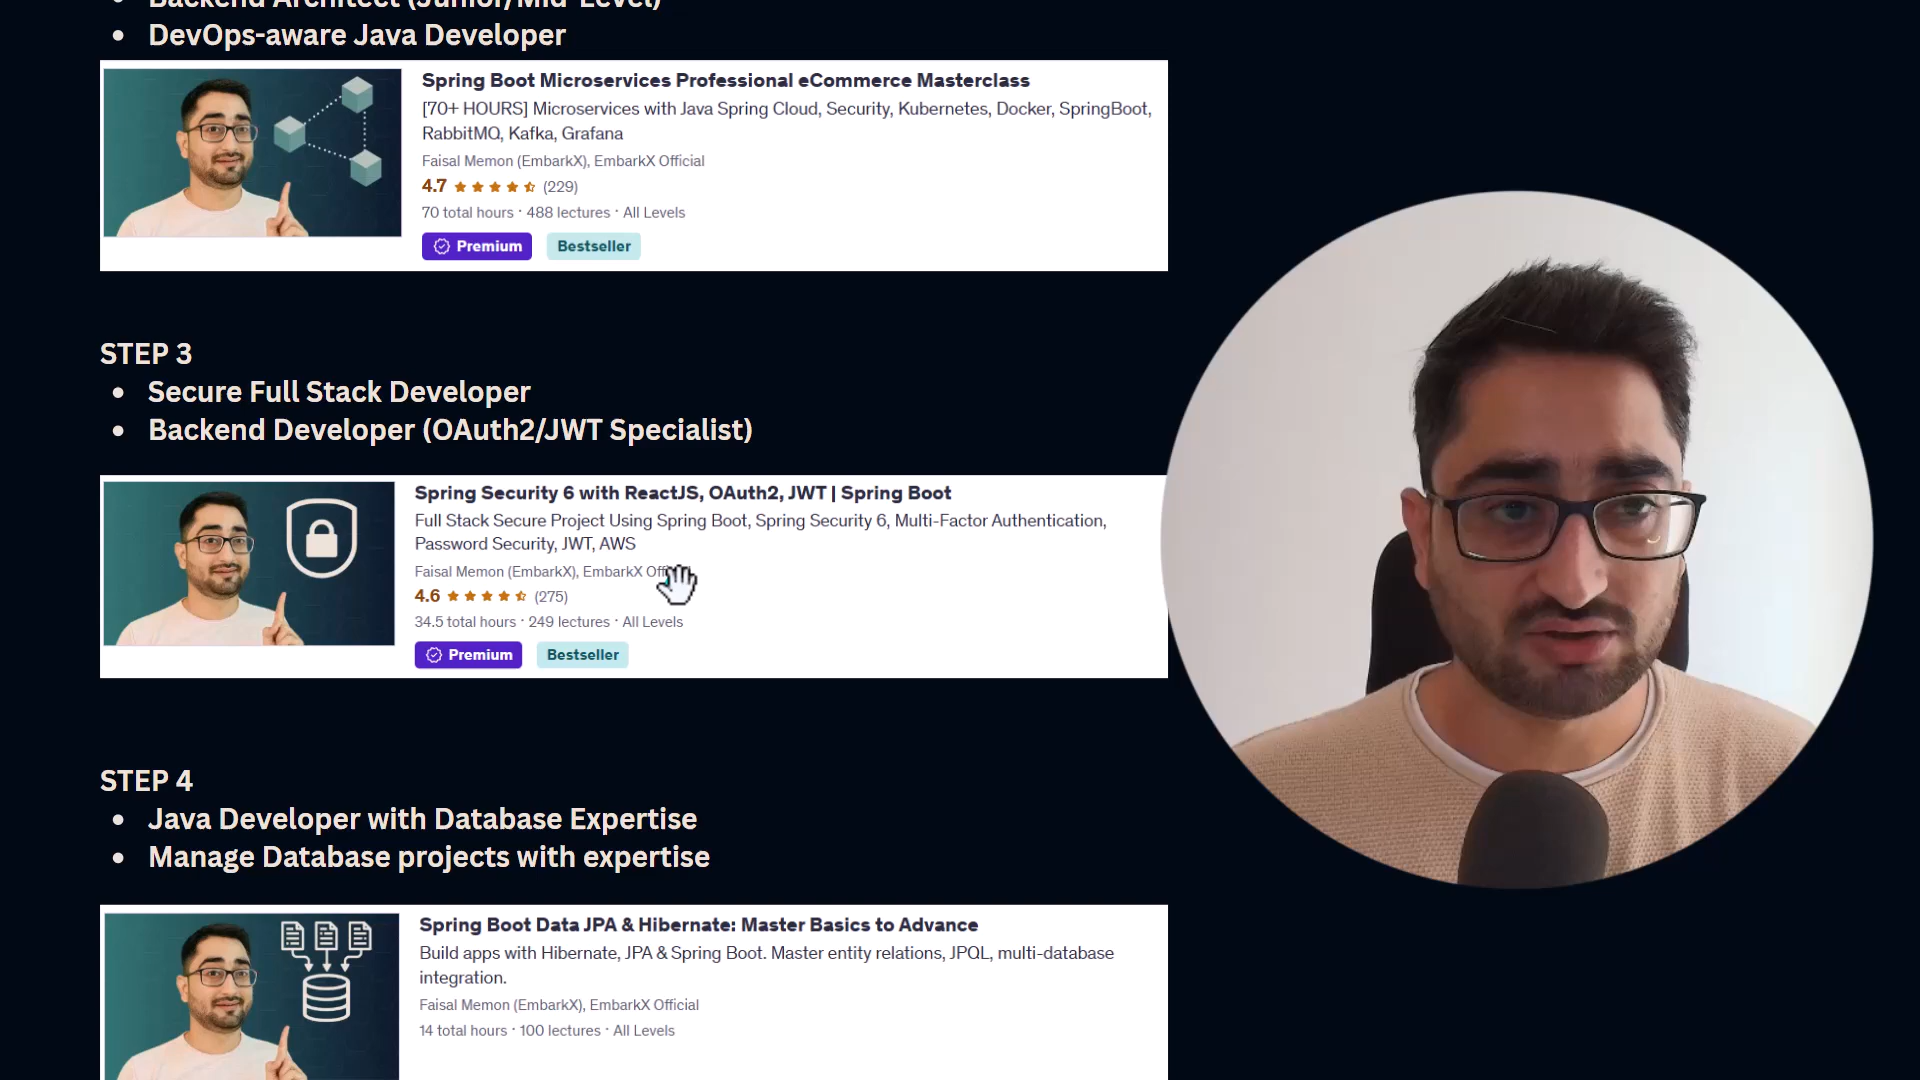 Backend Architect (Junior/Mid-Level)
DevOps-aware Java Developer
Spring Boot Microservices Professional eCommerce Masterclass
[70+ HOURS] Microservices with Java Spring Cloud, Security, Kubernetes, Docker, SpringBoot,
RabbitMQ, Kafka, Grafana
Faisal Memon (EmbarkX), EmbarkX Official
4.7 (229)
70 total hours · 488 lectures · All Levels
Premium Bestseller
STEP 3
Secure Full Stack Developer
Backend Developer (OAuth2/JWT Specialist)
Spring Security 6 with ReactJS, OAuth2, JWT | Spring Boot
Full Stack Secure Project Using Spring Boot, Spring Security 6, Multi-Factor Authentication,
Password Security, JWT, AWS
Faisal Memon (EmbarkX), EmbarkX
4.6 (275)
34.5 total hours · 249 lectures · All Levels
Premium Bestseller
STEP 4
Java Developer with Database Expertise
Manage Database projects with expertise
Spring Boot Data JPA & Hibernate: Master Basics to Advance
Build apps with Hibernate, JPA & Spring Boot. Master entity relations, JPQL, multi-database
integration.
Faisal Memon (EmbarkX), EmbarkX Official
14 total hours · 100 lectures · All Levels